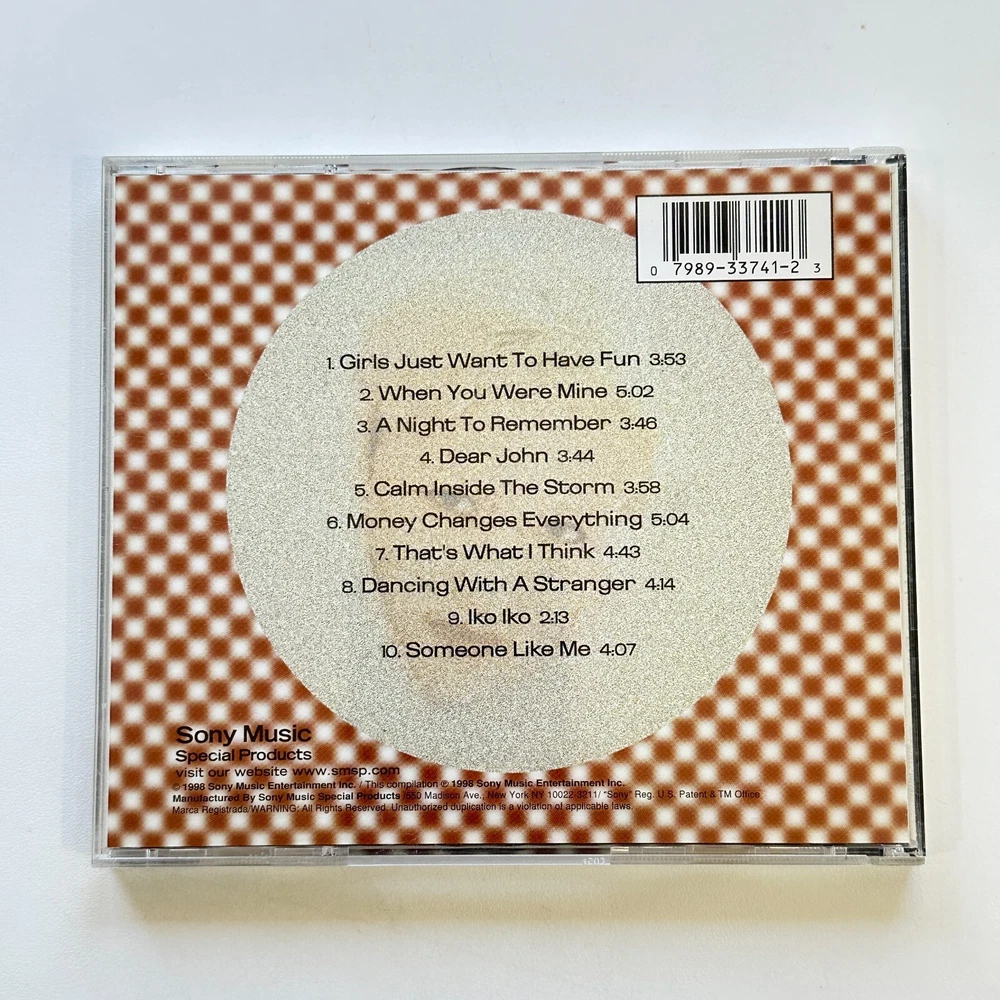 0 7989-33741-2 3
1. Girls Just Want To Have Fun 3:53
2. When You Were Mine 5:02
3. A Night To Remember 3:46
4. Dear John 3:44
5. Calm Inside The Storm 3:58
6. Money Changes Everything 5:04
7. That's What I Think 4:43
8. Dancing With A Stranger 4:14
9. Iko Iko 2:13
10. Someone Like Me 4:07
Sony Music
Special Products
visit our website www.smsp.com
© 1998 Sony Music Entertainment Inc. / This compilation ℗ 1998 Sony Music Entertainment Inc.
Manufactured By Sony Music Special Products /550 Madison Ave., New York NY 10022-3211/ "Sony" Reg. U.S. Patent & TM Office
Marca Registrada/WARNING: All Rights Reserved. Unauthorized duplication is a violation of applicable laws.